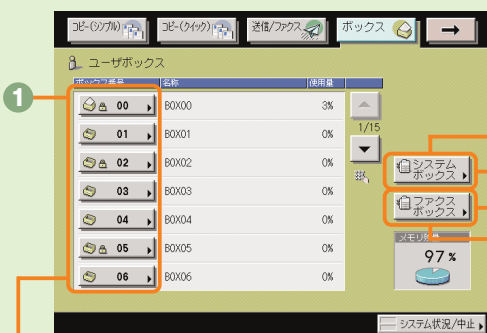 コピー(シンプル)
コピー(クイック)
送信/ファクス
ボックス
→
ユーザボックス
ボックス番号 名称 使用量
1
00 BOX00 3%
01 BOX01 0%
1/15
02 BOX02 0%
システム
ボックス
03 BOX03 0%
ファクス
ボックス
04 BOX04 0%
メモリ残量
05 BOX05 0%
97 %
06 BOX06 0%
システム状況/中止